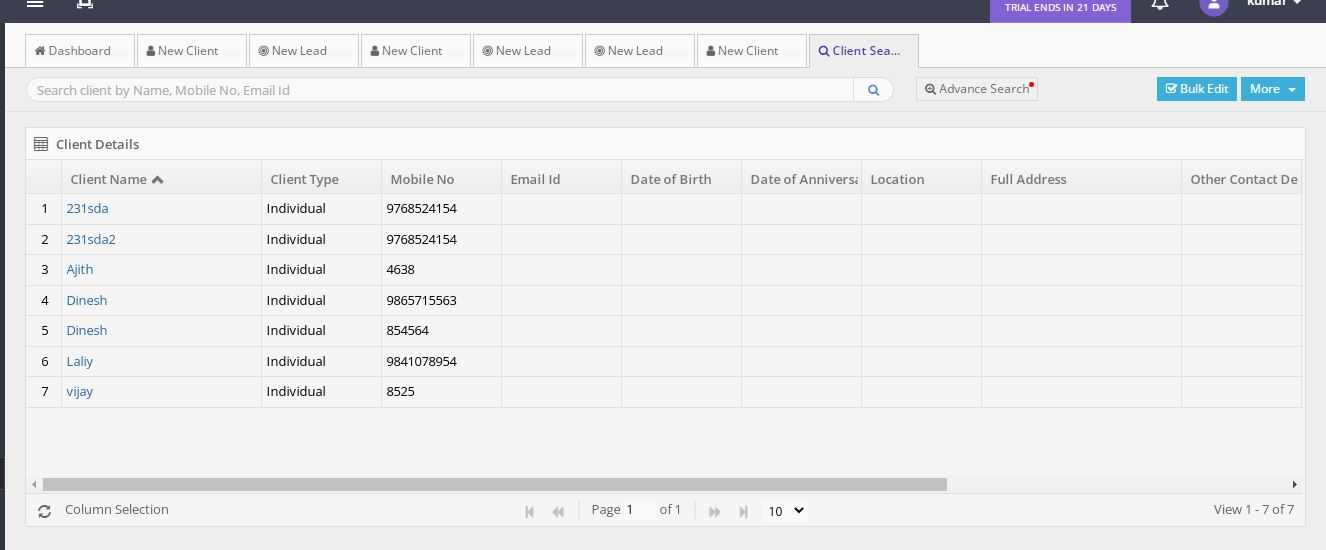 TRIAL ENDS IN 21 DAYS
kumar
Dashboard New Client New Lead New Client New Lead New Lead New Client Client Sea...
Search client by Name, Mobile No, Email Id Advance Search Bulk Edit More
Client Details
Client Name Client Type Mobile No Email Id Date of Birth Date of Anniversa Location Full Address Other Contact De
1 231sda Individual 9768524154
2 231sda2 Individual 9768524154
3 Ajith Individual 4638
4 Dinesh Individual 9865715563
5 Dinesh Individual 854564
6 Laliy Individual 9841078954
7 vijay Individual 8525
Column Selection Page 1 of 1 10 View 1 - 7 of 7